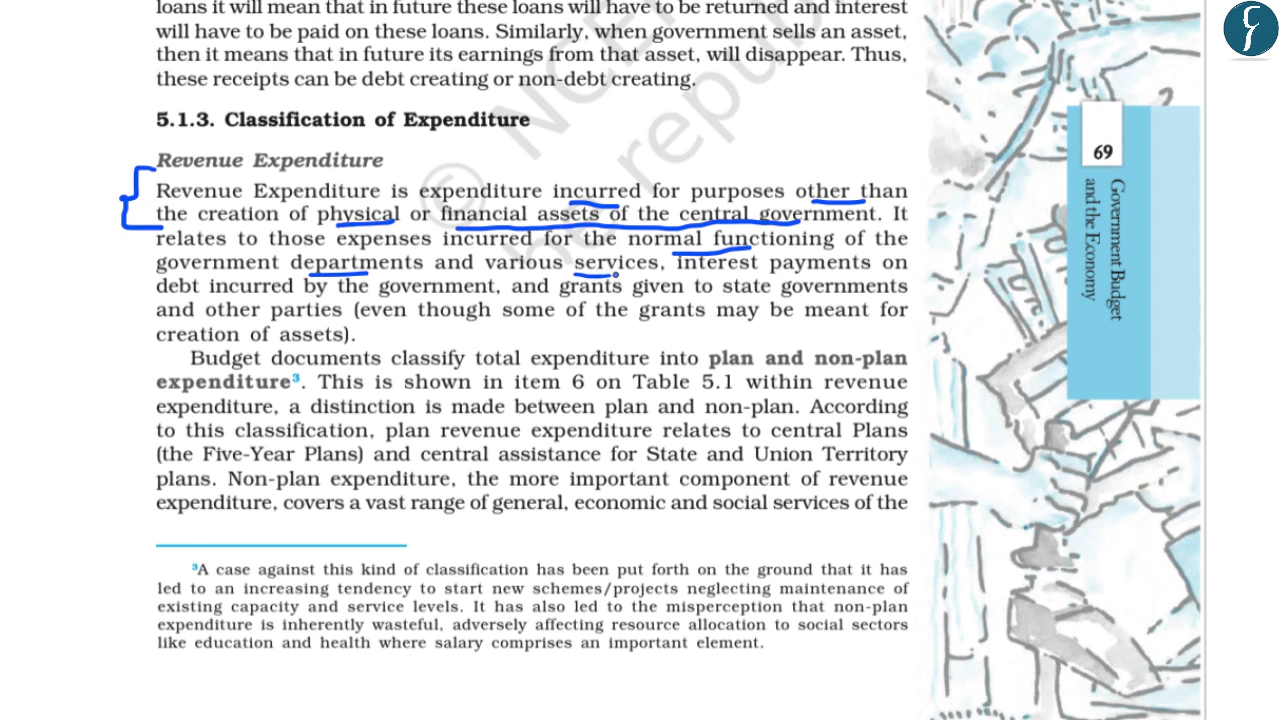 loans it will mean that in future these loans will have to be returned and interest
will have to be paid on these loans. Similarly, when government sells an asset,
then it means that in future its earnings from that asset, will disappear. Thus,
these receipts can be debt creating or non-debt creating.
5.1.3. Classification of Expenditure
Revenue Expenditure
Revenue Expenditure is expenditure incurred for purposes other than
the creation of physical or financial assets of the central government. It
relates to those expenses incurred for the normal functioning of the
government departments and various services, interest payments on
debt incurred by the government, and grants given to state governments
and other parties (even though some of the grants may be meant for
creation of assets).
Budget documents classify total expenditure into plan and non-plan
expenditure³. This is shown in item 6 on Table 5.1 within revenue
expenditure, a distinction is made between plan and non-plan. According
to this classification, plan revenue expenditure relates to central Plans
(the Five-Year Plans) and central assistance for State and Union Territory
plans. Non-plan expenditure, the more important component of revenue
expenditure, covers a vast range of general, economic and social services of the
³A case against this kind of classification has been put forth on the ground that it has
led to an increasing tendency to start new schemes/projects neglecting maintenance of
existing capacity and service levels. It has also led to the misperception that non-plan
expenditure is inherently wasteful, adversely affecting resource allocation to social sectors
like education and health where salary comprises an important element.
69
Government Budget
and the Economy